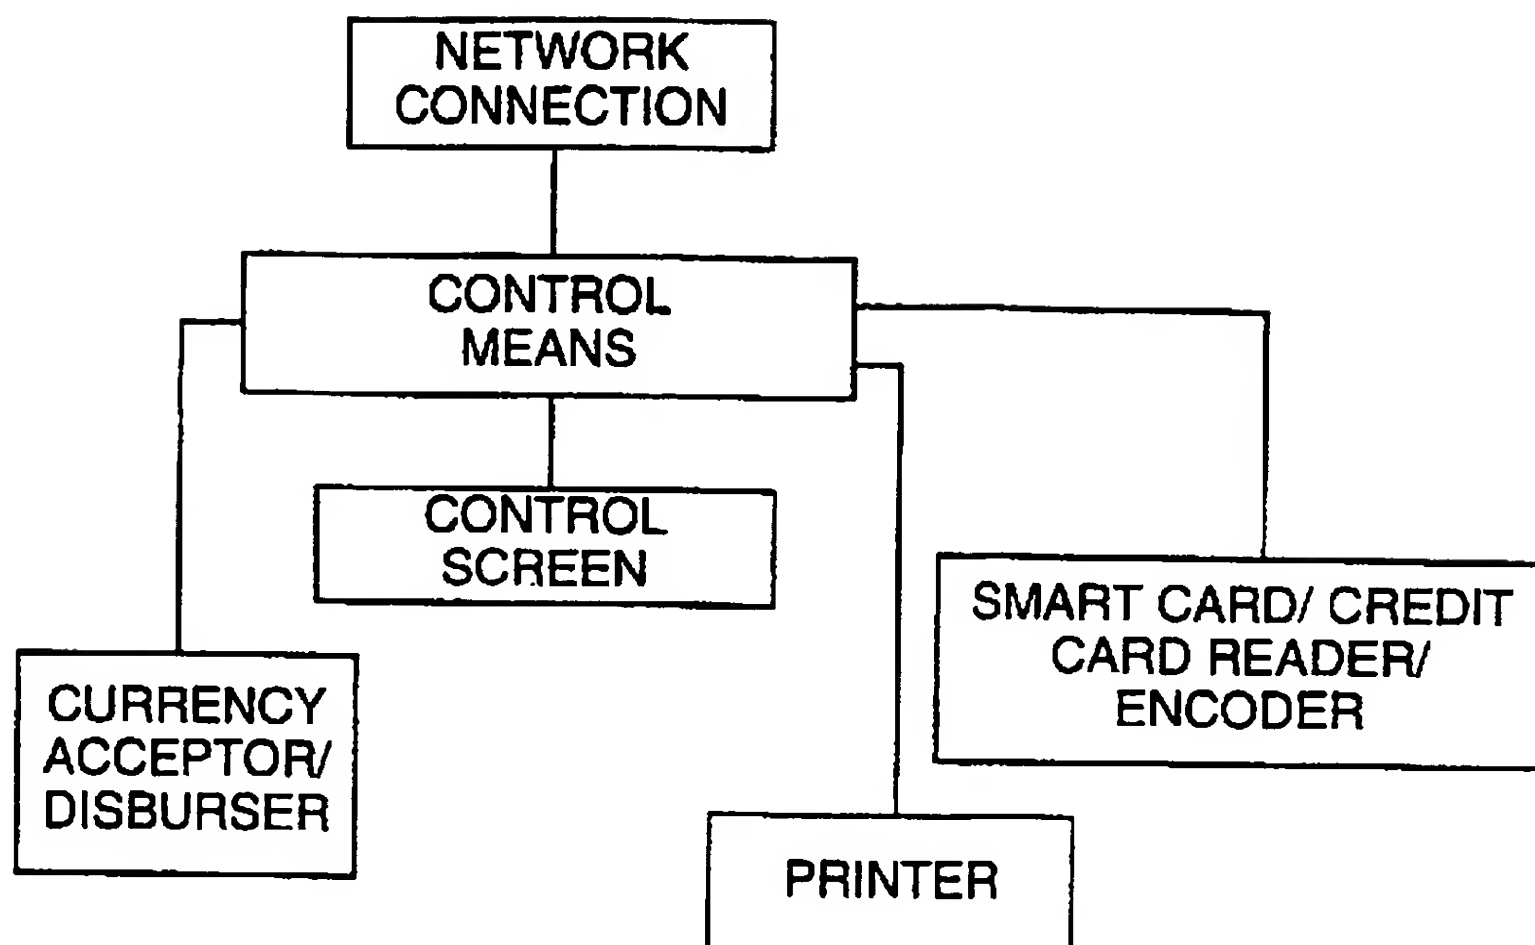 NETWORK
CONNECTION
CONTROL
MEANS
CONTROL
SCREEN
SMART CARD/ CREDIT
CARD READER/
ENCODER
CURRENCY
ACCEPTOR/
DISBURSER
PRINTER